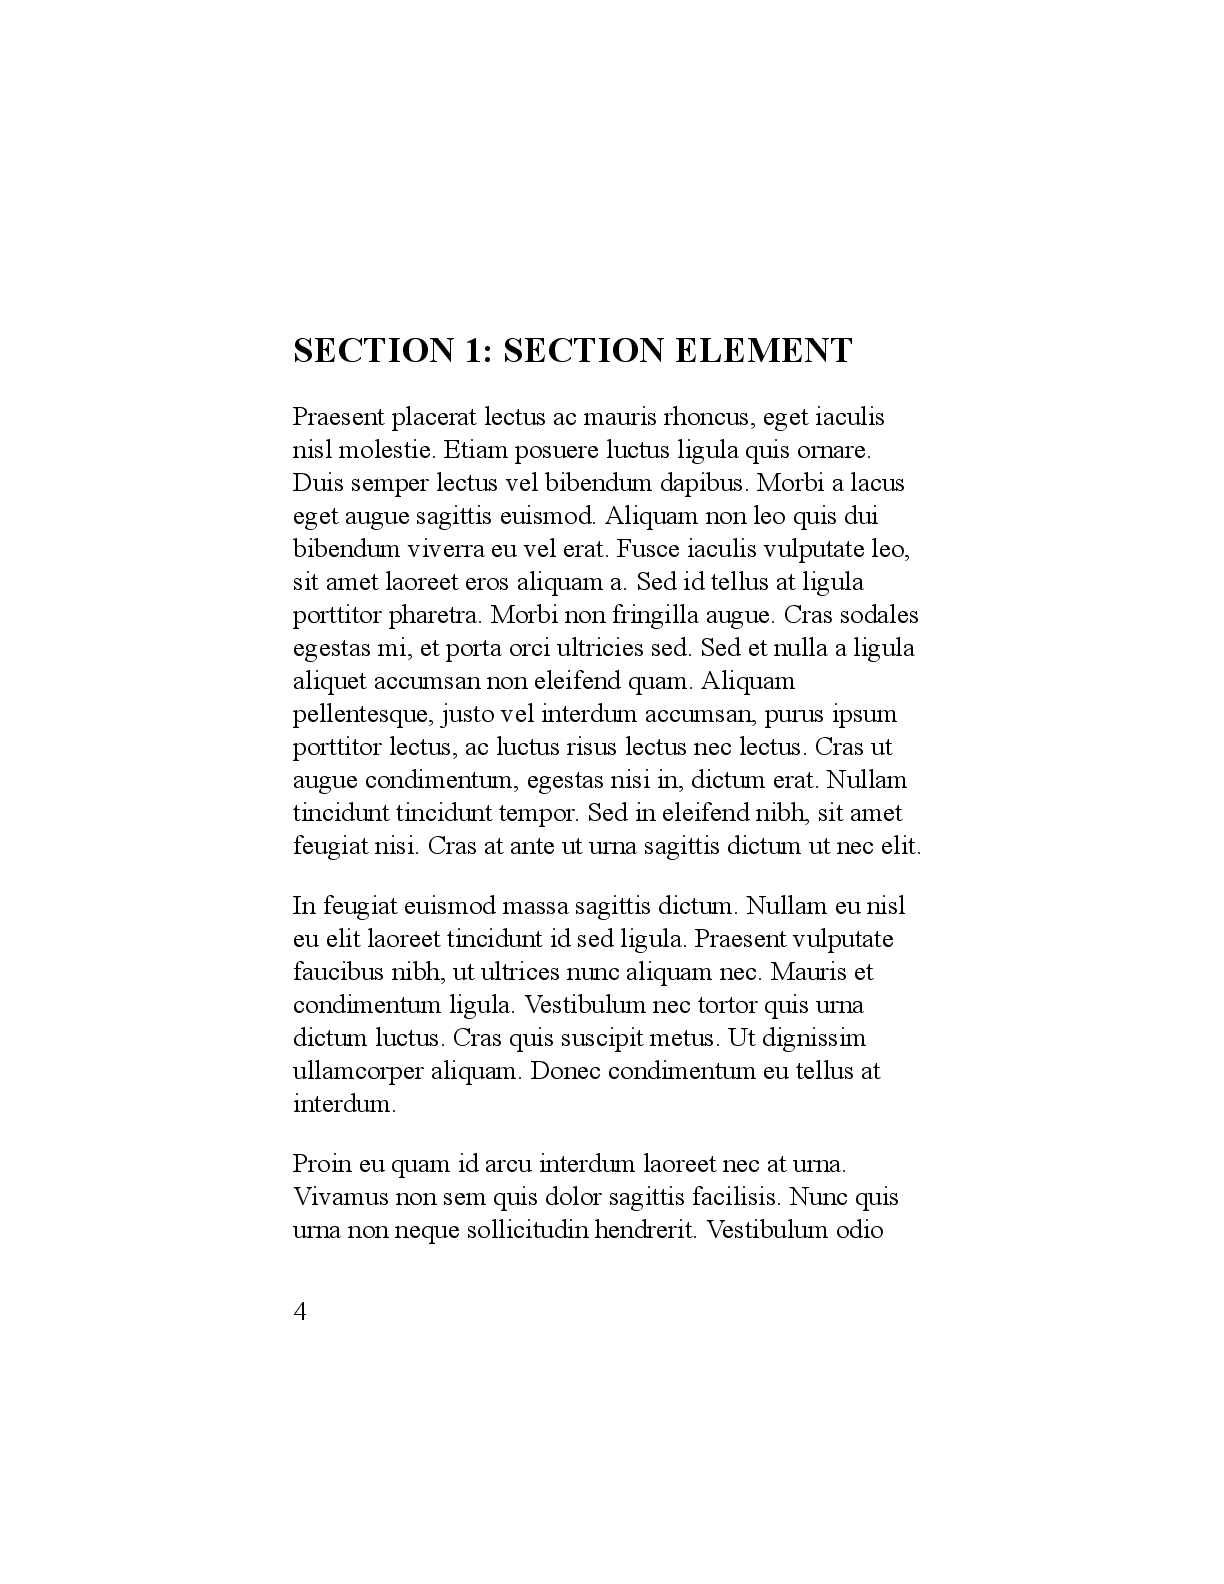 SECTION 1: SECTION ELEMENT
Praesent placerat lectus ac mauris rhoncus, eget iaculis
nisl molestie. Etiam posuere luctus ligula quis ornare.
Duis semper lectus vel bibendum dapibus. Morbi a lacus
eget augue sagittis euismod. Aliquam non leo quis dui
bibendum viverra eu vel erat. Fusce iaculis vulputate leo,
sit amet laoreet eros aliquam a. Sed id tellus at ligula
porttitor pharetra. Morbi non fringilla augue. Cras sodales
egestas mi, et porta orci ultricies sed. Sed et nulla a ligula
aliquet accumsan non eleifend quam. Aliquam
pellentesque, justo vel interdum accumsan, purus ipsum
porttitor lectus, ac luctus risus lectus nec lectus. Cras ut
augue condimentum, egestas nisi in, dictum erat. Nullam
tincidunt tincidunt tempor. Sed in eleifend nibh, sit amet
feugiat nisi. Cras at ante ut urna sagittis dictum ut nec elit.
In feugiat euismod massa sagittis dictum. Nullam eu nisl
eu elit laoreet tincidunt id sed ligula. Praesent vulputate
faucibus nibh, ut ultrices nunc aliquam nec. Mauris et
condimentum ligula. Vestibulum nec tortor quis urna
dictum luctus. Cras quis suscipit metus. Ut dignissim
ullamcorper aliquam. Donec condimentum eu tellus at
interdum.
Proin eu quam id arcu interdum laoreet nec at urna.
Vivamus non sem quis dolor sagittis facilisis. Nunc quis
urna non neque sollicitudin hendrerit. Vestibulum odio
4